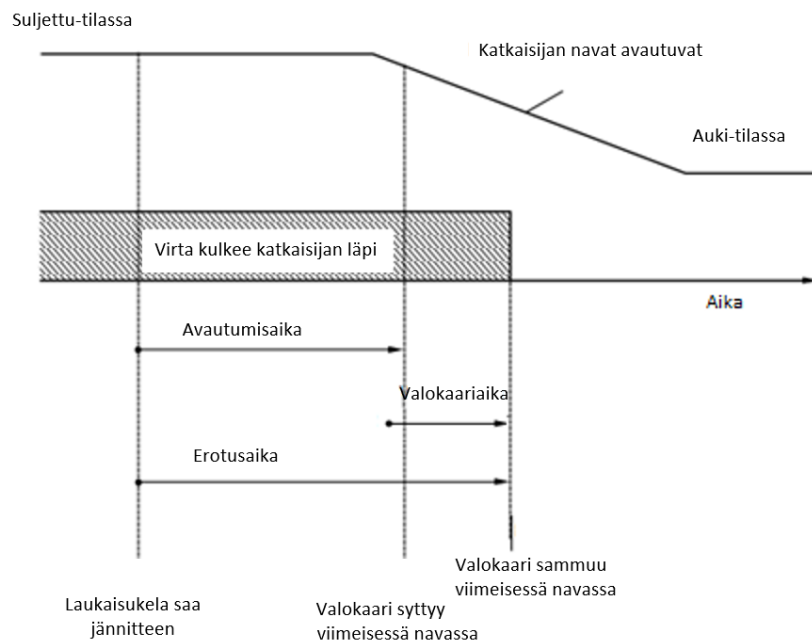 Suljettu-tilassa
Katkaisijan navat avautuvat
Auki-tilassa
Virta kulkee katkaisijan läpi
Aika
Avautumisaika
Valokaariaika
Erotusaika
Valokaari sammuu
viimeisessä navassa
Laukaisukela saa
jännitteen
Valokaari syttyy
viimeisessä navassa